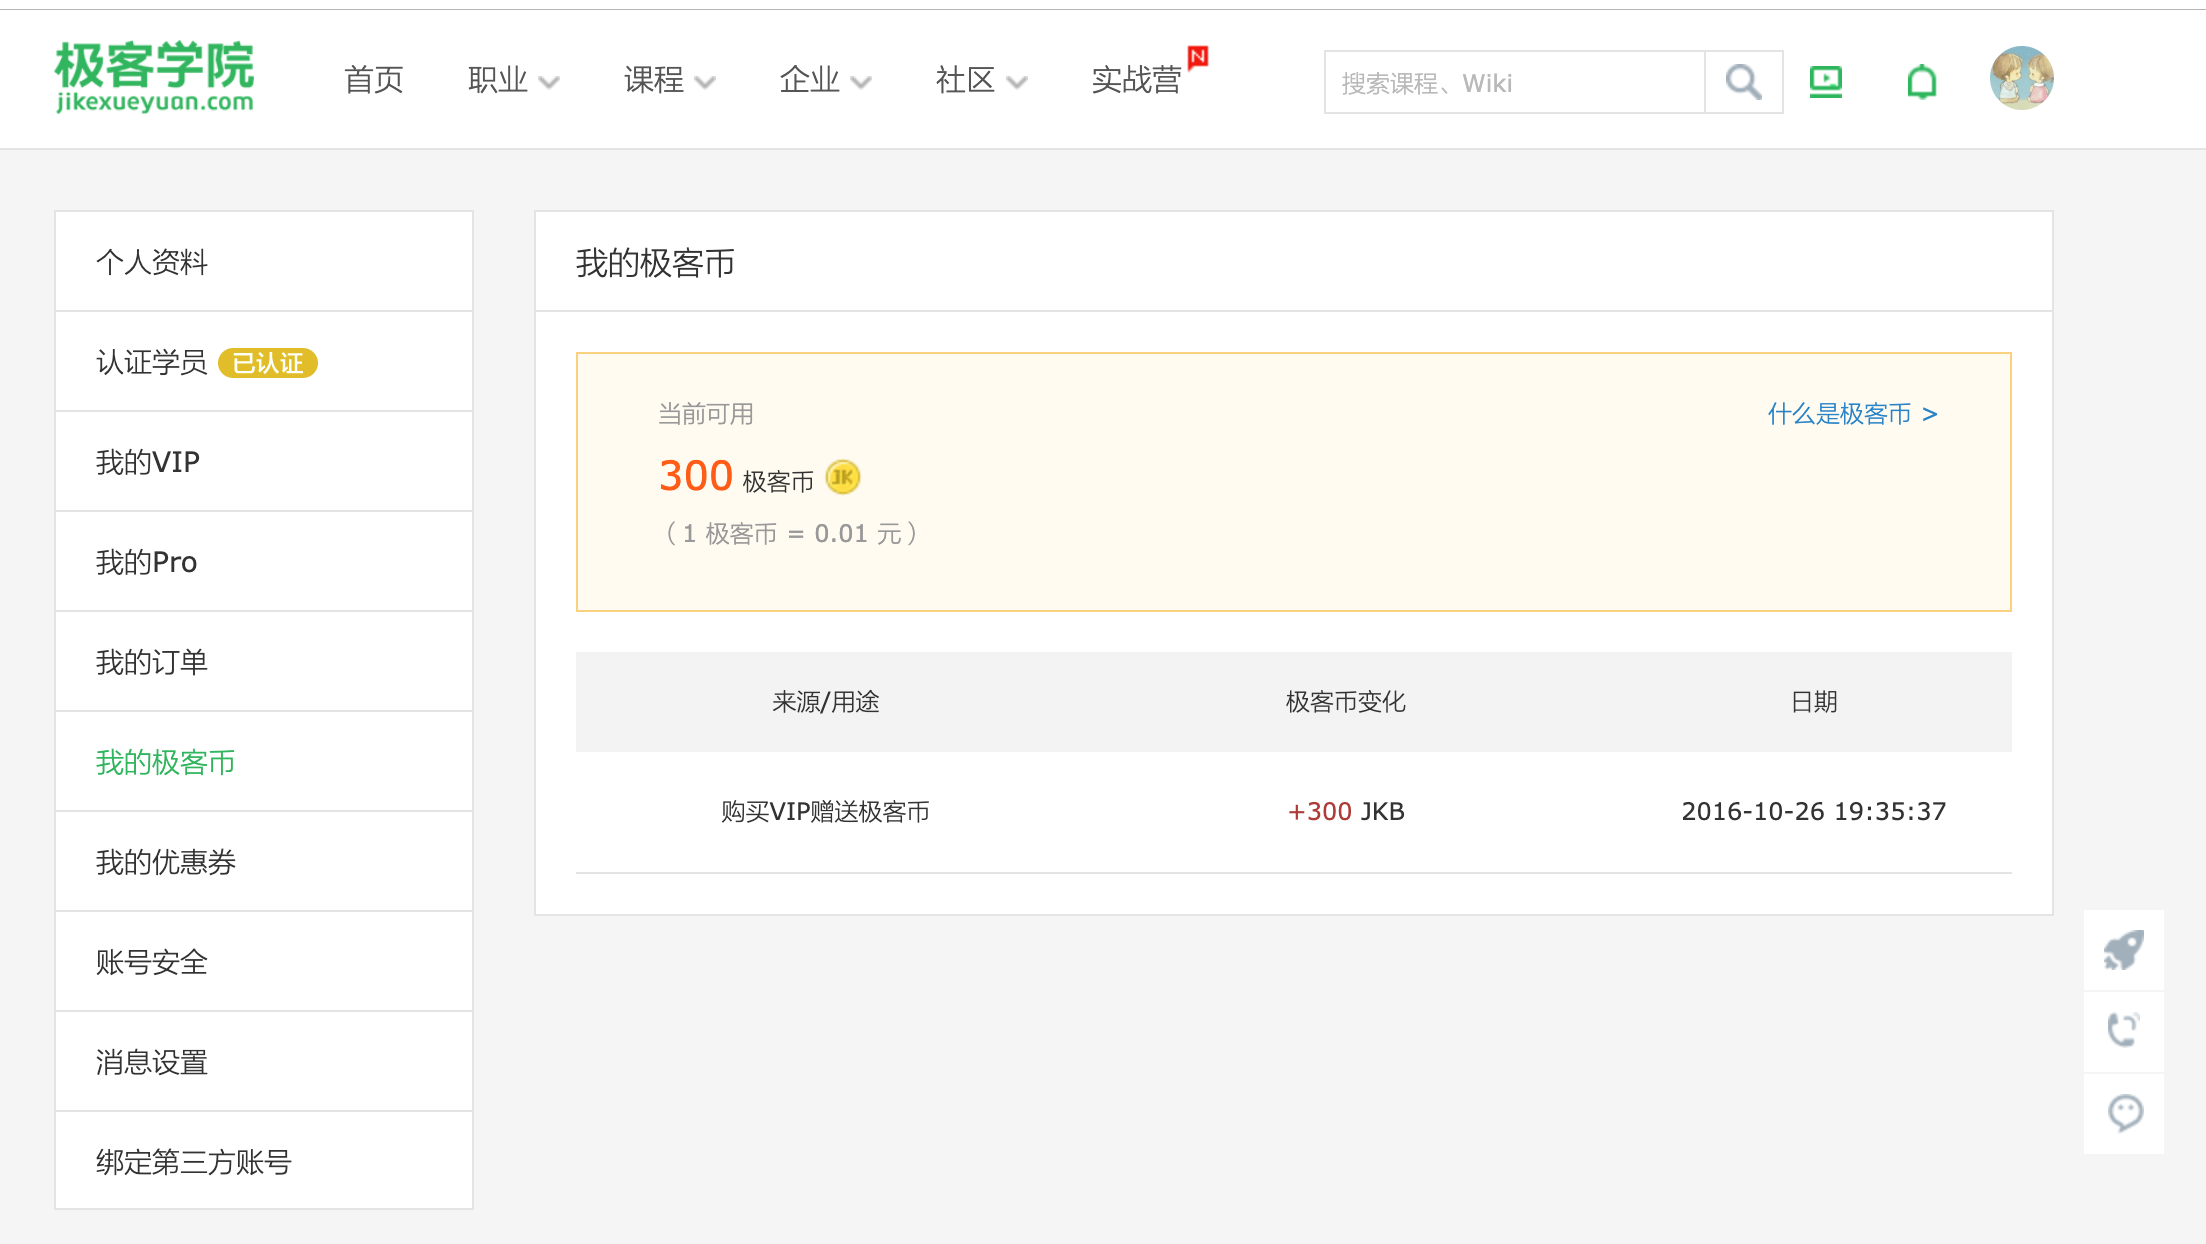 极客学院
jikexueyuan.com
首页 职业 课程 企业 社区 实战营 N
搜索课程、Wiki
个人资料
认证学员 已认证
我的VIP
我的Pro
我的订单
我的极客币
我的优惠券
账号安全
消息设置
绑定第三方账号
我的极客币
当前可用 什么是极客币 >
300 极客币 JK
（1 极客币 = 0.01 元）
来源/用途 极客币变化 日期
购买VIP赠送极客币 +300 JKB 2016-10-26 19:35:37